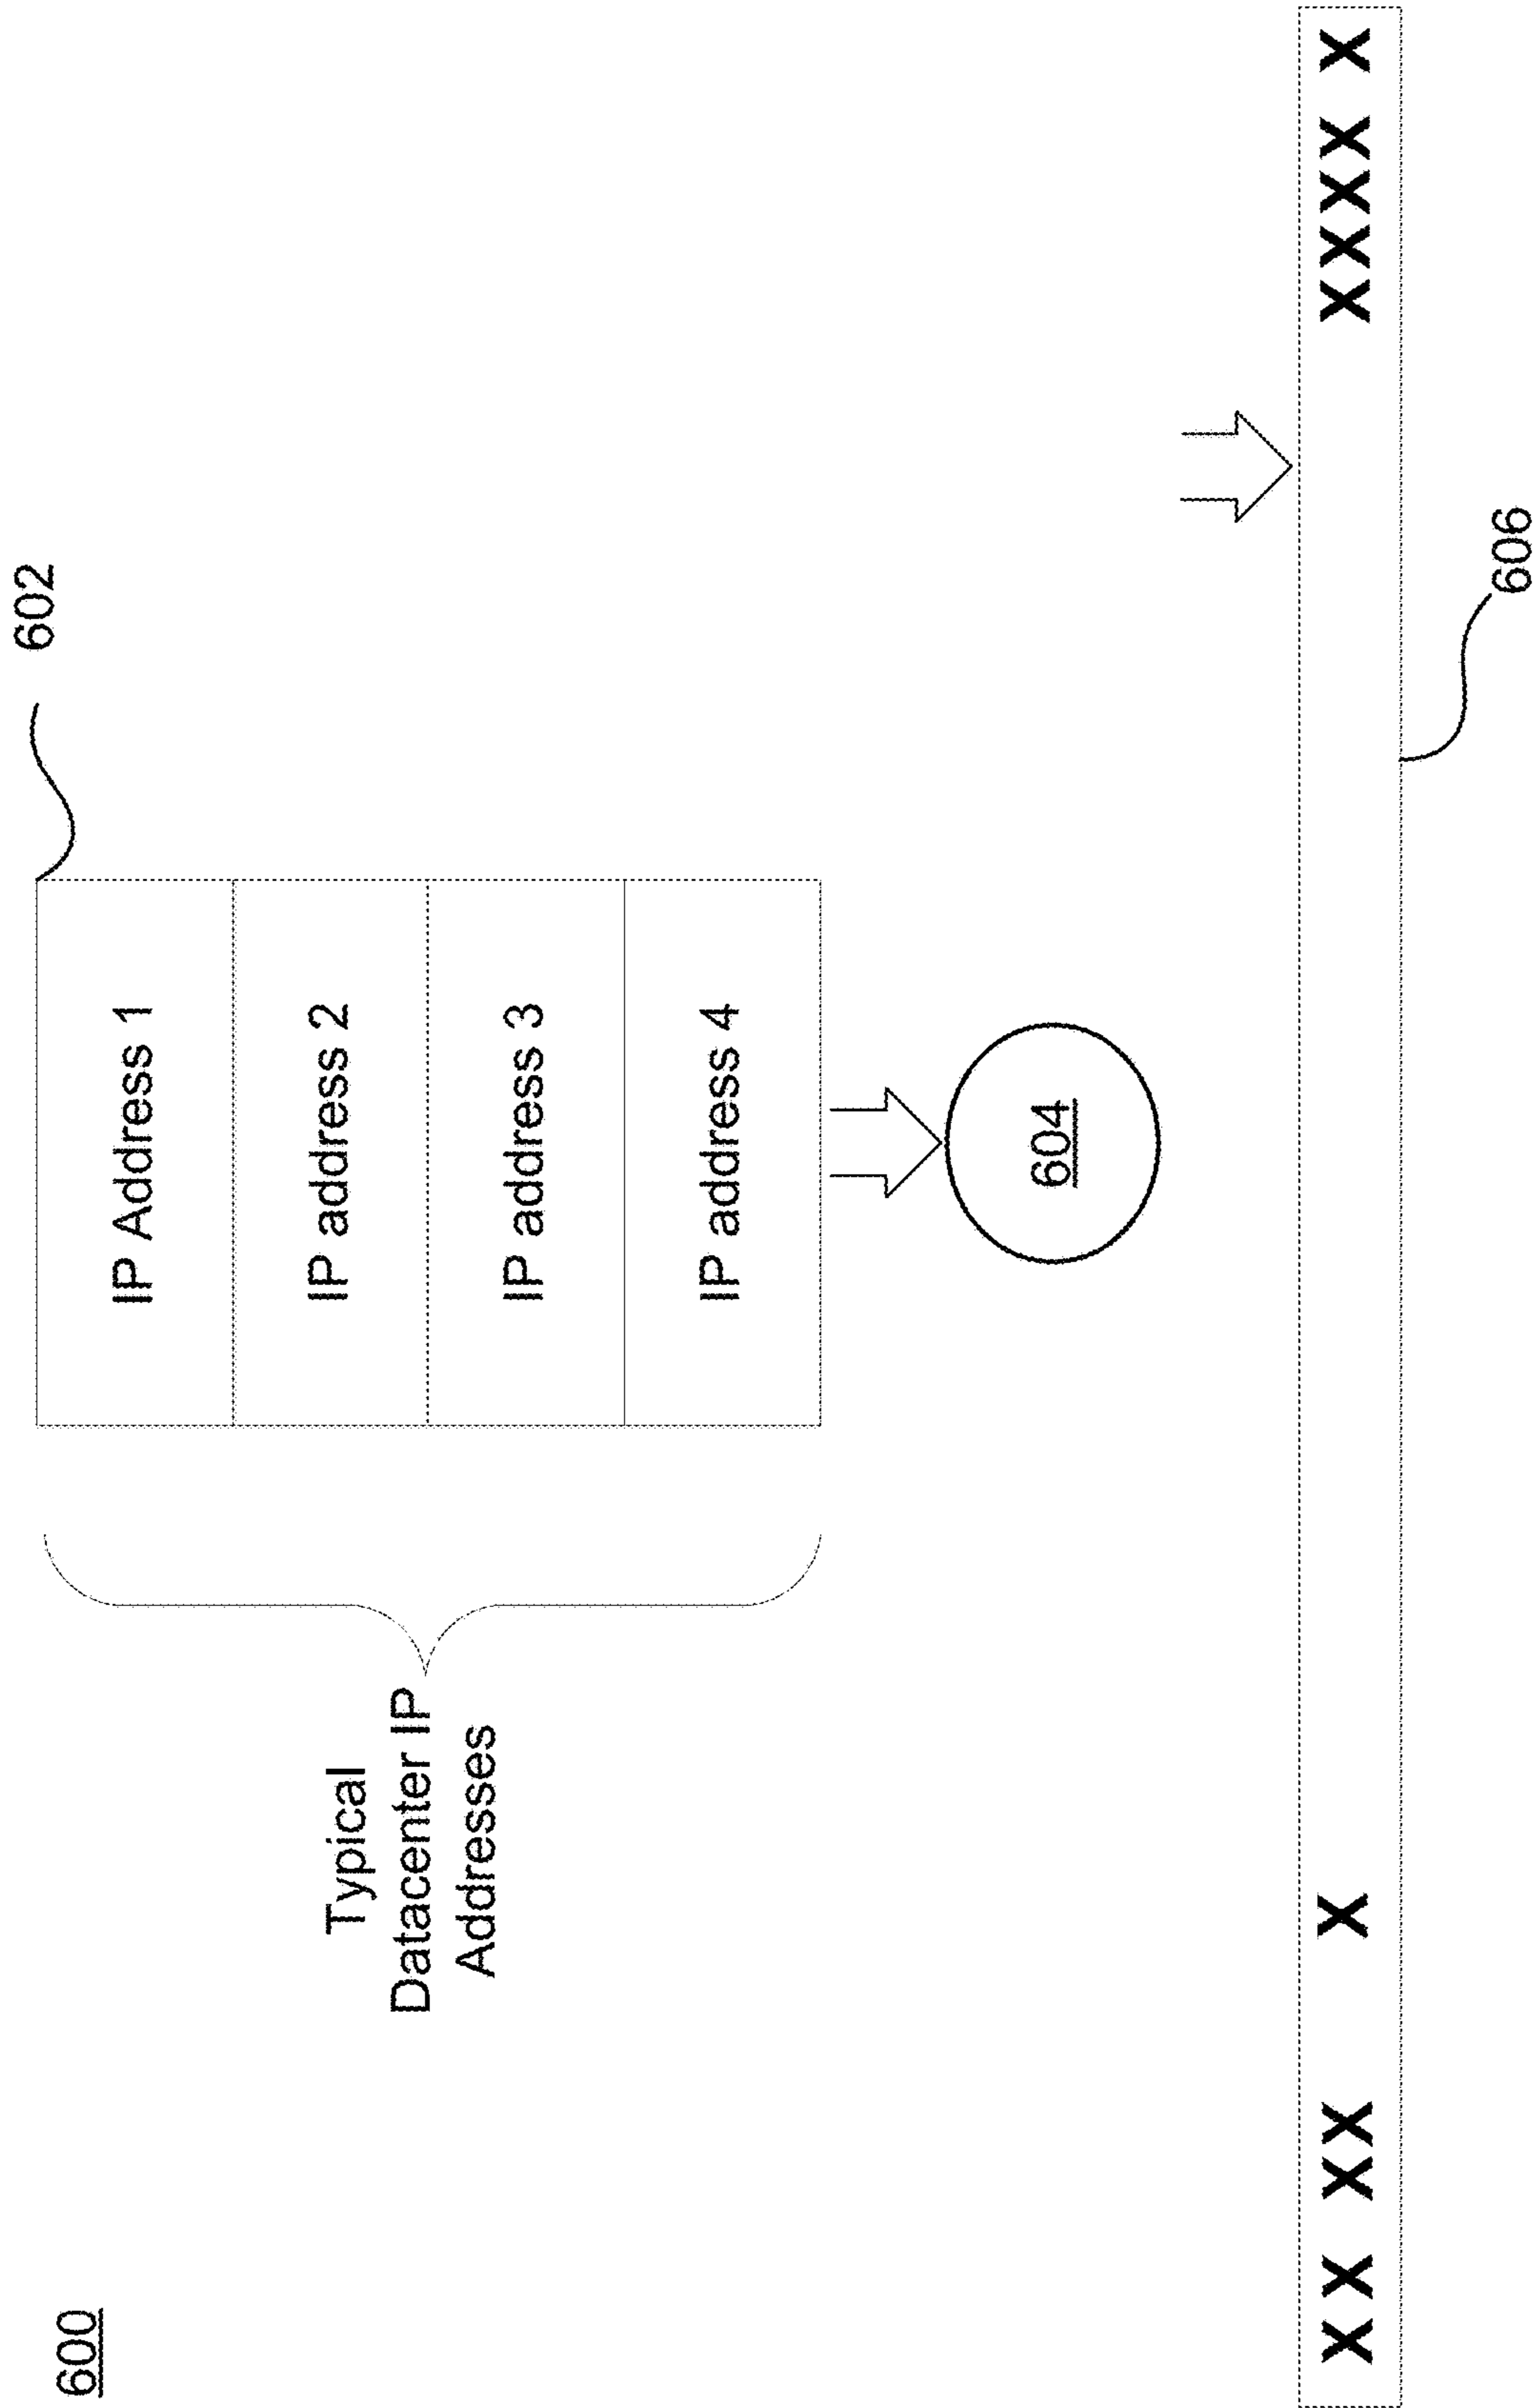 600
602
IP Address 1
IP address 2
Typical
Datacenter IP
Addresses
IP address 3
IP address 4
604
X X XX X XXXX X
606